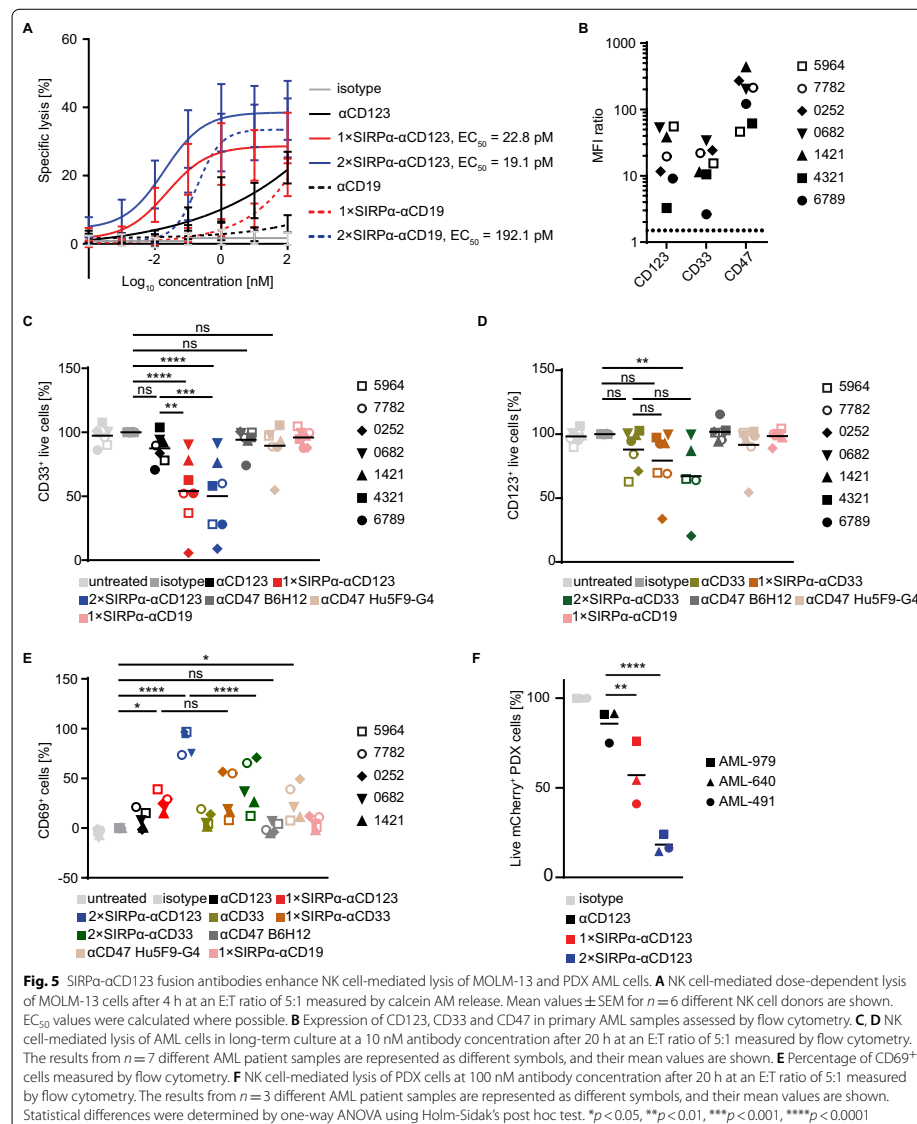 A
60
40
20
0
Specific lysis [%]
-2
0
2
Log10 concentration [nM]
isotype
αCD123
1×SIRPα-αCD123, EC50 = 22.8 pM
2×SIRPα-αCD123, EC50 = 19.1 pM
αCD19
1×SIRPα-αCD19
2×SIRPα-αCD19, EC50 = 192.1 pM
B
1000
100
10
1
MFI ratio
CD123
CD33
CD47
5964
7782
0252
0682
1421
4321
6789
C
150
100
50
0
CD33+ live cells [%]
ns
ns
****
****
ns
***
**
5964
7782
0252
0682
1421
4321
6789
untreated isotype αCD123 1×SIRPα-αCD123
2×SIRPα-αCD123 αCD47 B6H12 αCD47 Hu5F9-G4
1×SIRPα-αCD19
D
150
100
50
0
CD123+ live cells [%]
**
ns
ns
ns
ns
5964
7782
0252
0682
1421
4321
6789
untreated isotype αCD33 1×SIRPα-αCD33
2×SIRPα-αCD33 αCD47 B6H12 αCD47 Hu5F9-G4
1×SIRPα-αCD19
E
150
100
50
0
-50
CD69+ cells [%]
*
ns
****
****
*
ns
5964
7782
0252
0682
1421
untreated isotype αCD123 1×SIRPα-αCD123
2×SIRPα-αCD123 αCD33 1×SIRPα-αCD33
2×SIRPα-αCD33 αCD47 B6H12
αCD47 Hu5F9-G4 1×SIRPα-αCD19
F
100
50
0
Live mCherry+ PDX cells [%]
****
**
AML-979
AML-640
AML-491
isotype
αCD123
1×SIRPα-αCD123
2×SIRPα-αCD123
Fig. 5 SIRPα-αCD123 fusion antibodies enhance NK cell-mediated lysis of MOLM-13 and PDX AML cells. A NK cell-mediated dose-dependent lysis
of MOLM-13 cells after 4 h at an E:T ratio of 5:1 measured by calcein AM release. Mean values ± SEM for n = 6 different NK cell donors are shown.
EC50 values were calculated where possible. B Expression of CD123, CD33 and CD47 in primary AML samples assessed by flow cytometry. C, D NK
cell-mediated lysis of AML cells in long-term culture at a 10 nM antibody concentration after 20 h at an E:T ratio of 5:1 measured by flow cytometry.
The results from n = 7 different AML patient samples are represented as different symbols, and their mean values are shown. E Percentage of CD69+
cells measured by flow cytometry. F NK cell-mediated lysis of PDX cells at 100 nM antibody concentration after 20 h at an E:T ratio of 5:1 measured
by flow cytometry. The results from n = 3 different AML patient samples are represented as different symbols, and their mean values are shown.
Statistical differences were determined by one-way ANOVA using Holm-Sidak's post hoc test. *p < 0.05, **p < 0.01, ***p < 0.001, ****p < 0.0001